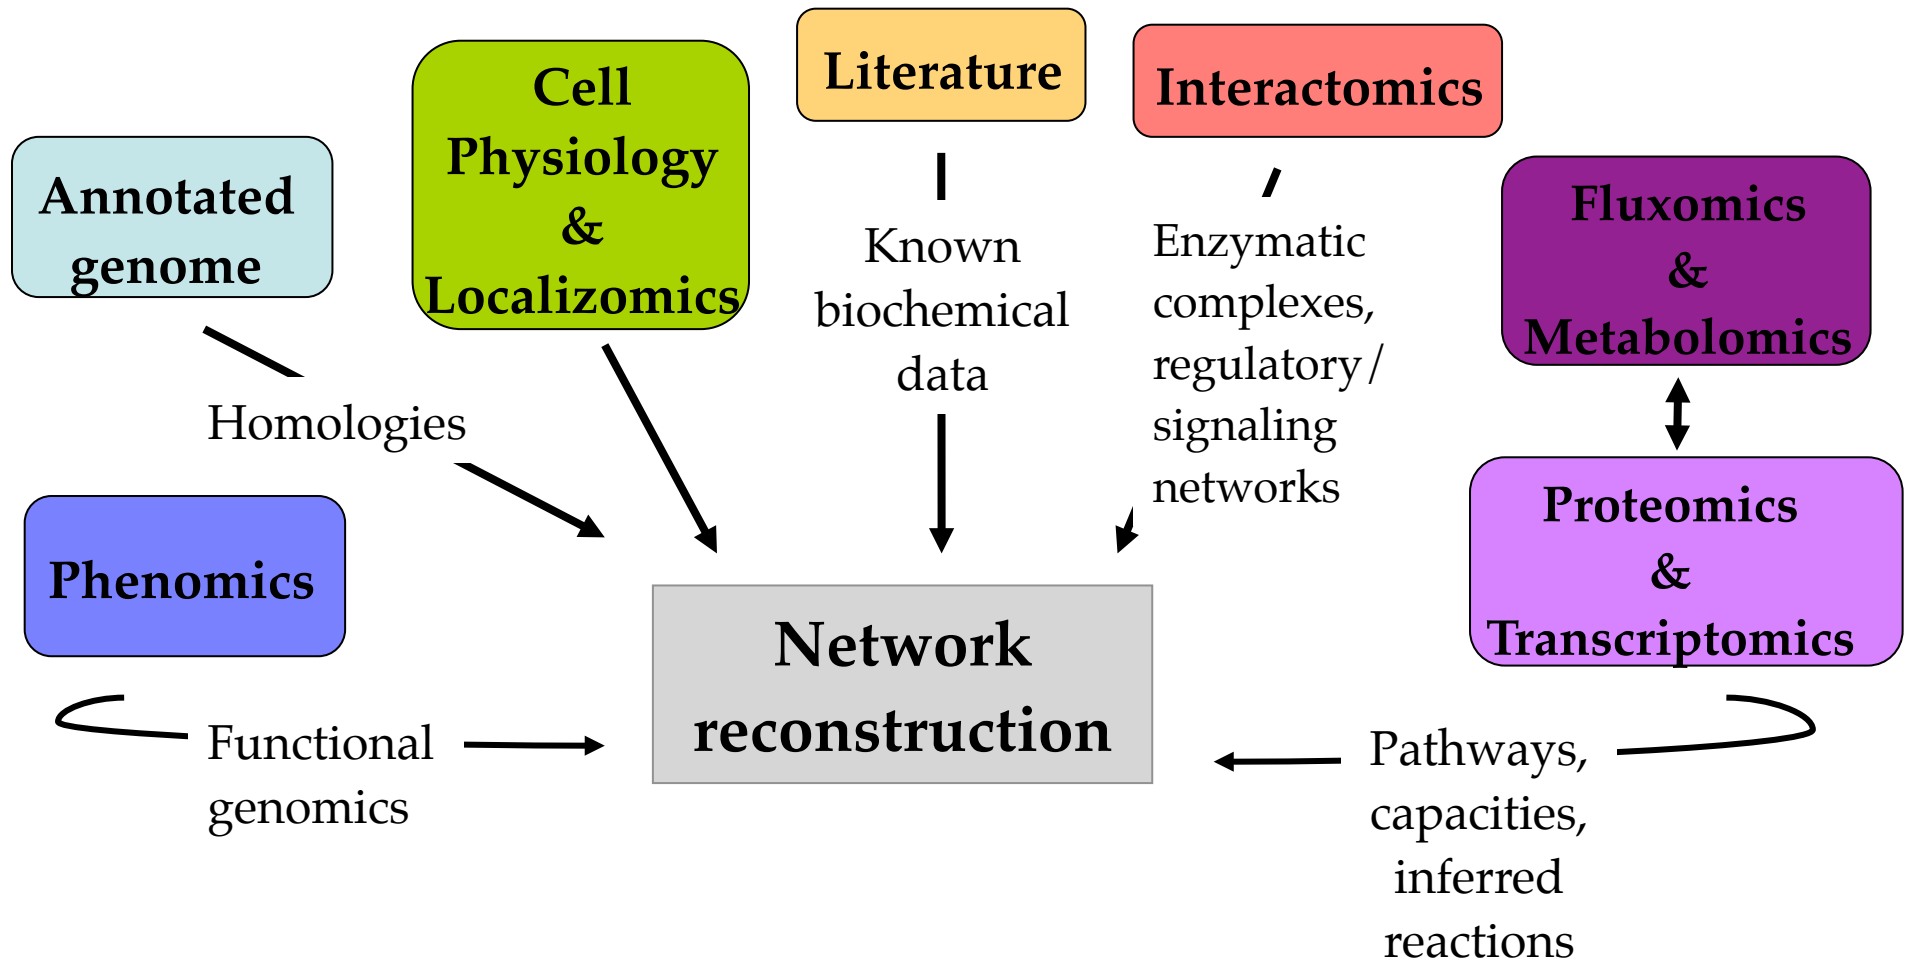 Annotated
genome
Cell
Physiology
&
Localizomics
Literature
Interactomics
Fluxomics
&
Metabolomics
Homologies
Known
biochemical
data
Enzymatic
complexes,
regulatory/
signaling
networks
Phenomics
Proteomics
&
Transcriptomics
Network
reconstruction
Functional
genomics
Pathways,
capacities,
inferred
reactions